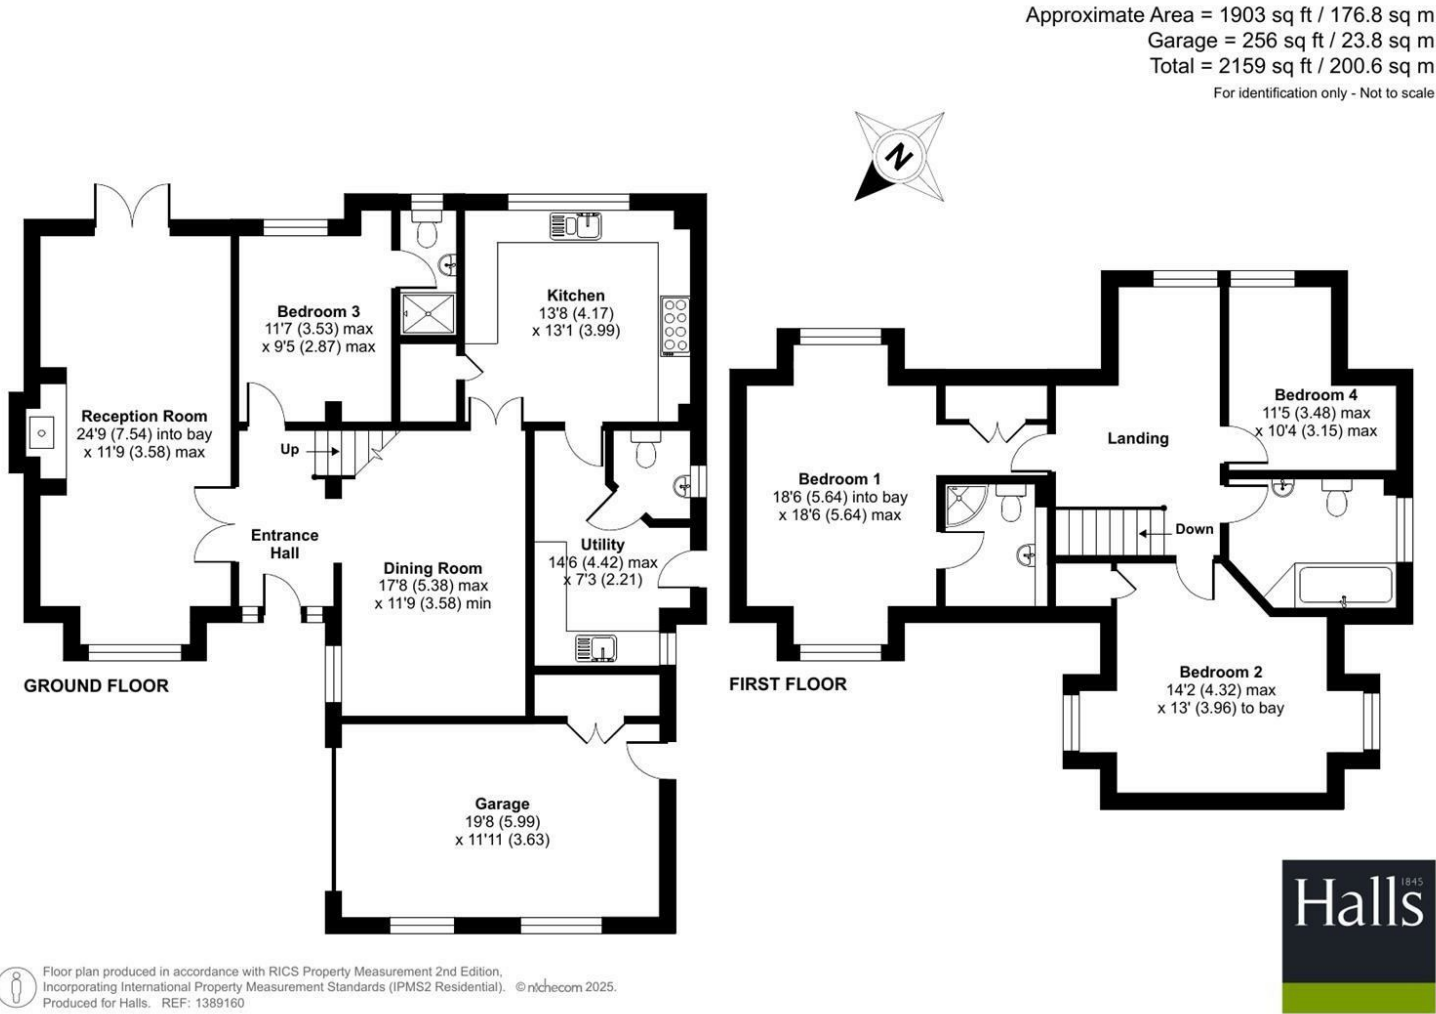 Approximate Area = 1903 sq ft / 176.8 sq m
Garage = 256 sq ft / 23.8 sq m
Total = 2159 sq ft / 200.6 sq m
For identification only - Not to scale
N
Kitchen
13'8 (4.17)
x 13'1 (3.99)
Bedroom 3
11'7 (3.53) max
x 9'5 (2.87) max
Reception Room
24'9 (7.54) into bay
x 11'9 (3.58) max
Up
Entrance
Hall
Dining Room
17'8 (5.38) max
x 11'9 (3.58) min
Utility
14'6 (4.42) max
x 7'3 (2.21)
GROUND FLOOR
Garage
19'8 (5.99)
x 11'11 (3.63)
Bedroom 4
11'5 (3.48) max
x 10'4 (3.15) max
Landing
Bedroom 1
18'6 (5.64) into bay
x 18'6 (5.64) max
Down
Bedroom 2
14'2 (4.32) max
x 13' (3.96) to bay
FIRST FLOOR
1845
Halls
Floor plan produced in accordance with RICS Property Measurement 2nd Edition,
Incorporating International Property Measurement Standards (IPMS2 Residential). © nichecom 2025.
Produced for Halls. REF: 1389160